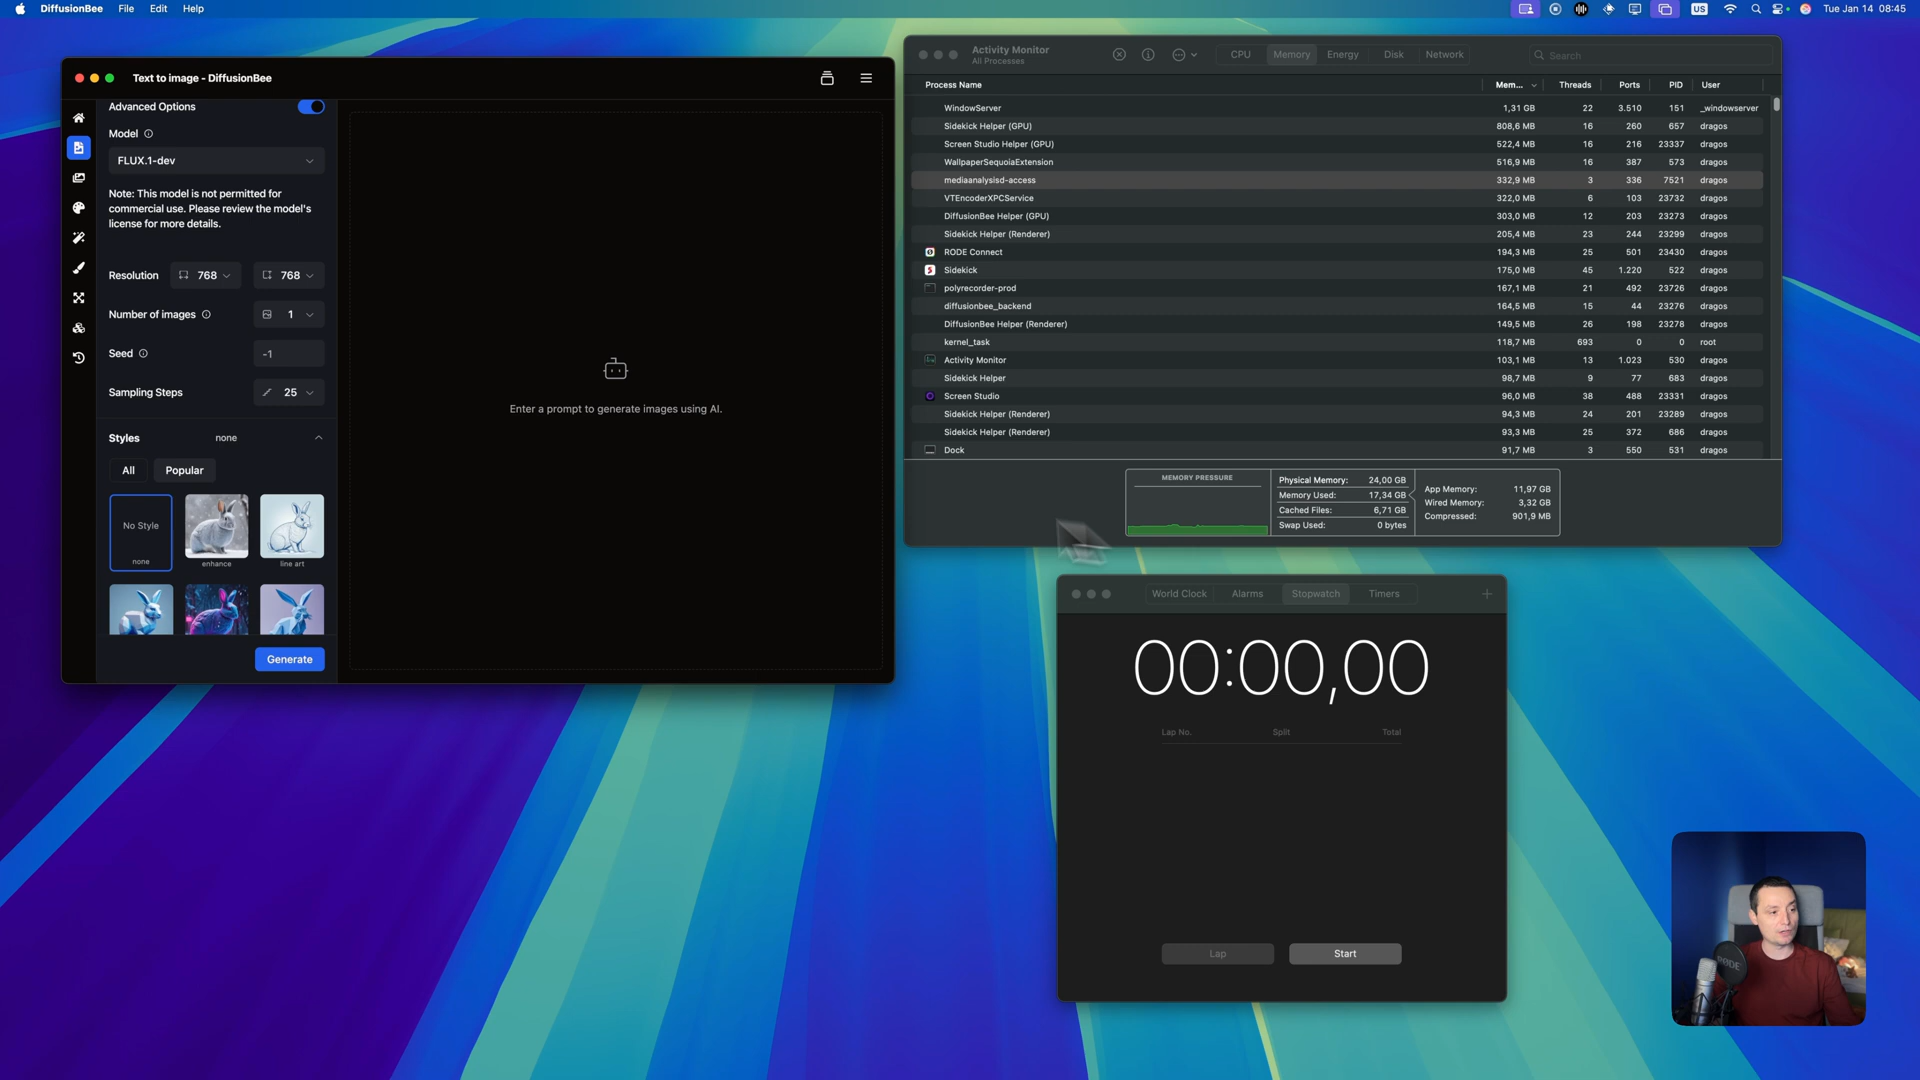 DiffusionBee File Edit Help
US Tue Jan 14 08:45
Text to image - DiffusionBee
Advanced Options
Model
FLUX.1-dev
Note: This model is not permitted for
commercial use. Please review the model's
license for more details.
Resolution 768 768
Number of images 1
Seed -1
Sampling Steps 25
Styles none
All Popular
No Style
none
enhance
line art
Generate
Enter a prompt to generate images using AI.
Activity Monitor
All Processes
CPU Memory Energy Disk Network
Search
Process Name Mem... Threads Ports PID User
WindowServer 1,31 GB 22 3.510 151 _windowserver
Sidekick Helper (GPU) 808,6 MB 16 260 657 dragos
Screen Studio Helper (GPU) 522,4 MB 16 216 23337 dragos
WallpaperSequoiaExtension 516,9 MB 16 387 573 dragos
mediaanalysisd-access 332,9 MB 3 336 7521 dragos
VTEncoderXPCService 322,0 MB 6 103 23732 dragos
DiffusionBee Helper (GPU) 303,0 MB 12 203 23273 dragos
Sidekick Helper (Renderer) 205,4 MB 23 244 23299 dragos
RODE Connect 194,3 MB 25 501 23430 dragos
Sidekick 175,0 MB 45 1.220 522 dragos
polyrecorder-prod 167,1 MB 21 492 23726 dragos
diffusionbee_backend 164,5 MB 15 44 23276 dragos
DiffusionBee Helper (Renderer) 149,5 MB 26 198 23278 dragos
kernel_task 118,7 MB 693 0 0 root
Activity Monitor 103,1 MB 13 1.023 530 dragos
Sidekick Helper 98,7 MB 9 77 683 dragos
Screen Studio 96,0 MB 38 488 23331 dragos
Sidekick Helper (Renderer) 94,3 MB 24 201 23289 dragos
Sidekick Helper (Renderer) 93,3 MB 25 372 686 dragos
Dock 91,7 MB 3 550 531 dragos
MEMORY PRESSURE
Physical Memory: 24,00 GB
Memory Used: 17,34 GB
Cached Files: 6,71 GB
Swap Used: 0 bytes
App Memory: 11,97 GB
Wired Memory: 3,32 GB
Compressed: 901,9 MB
World Clock Alarms Stopwatch Timers
00:00,00
Lap No. Split Total
Lap Start
RØDE